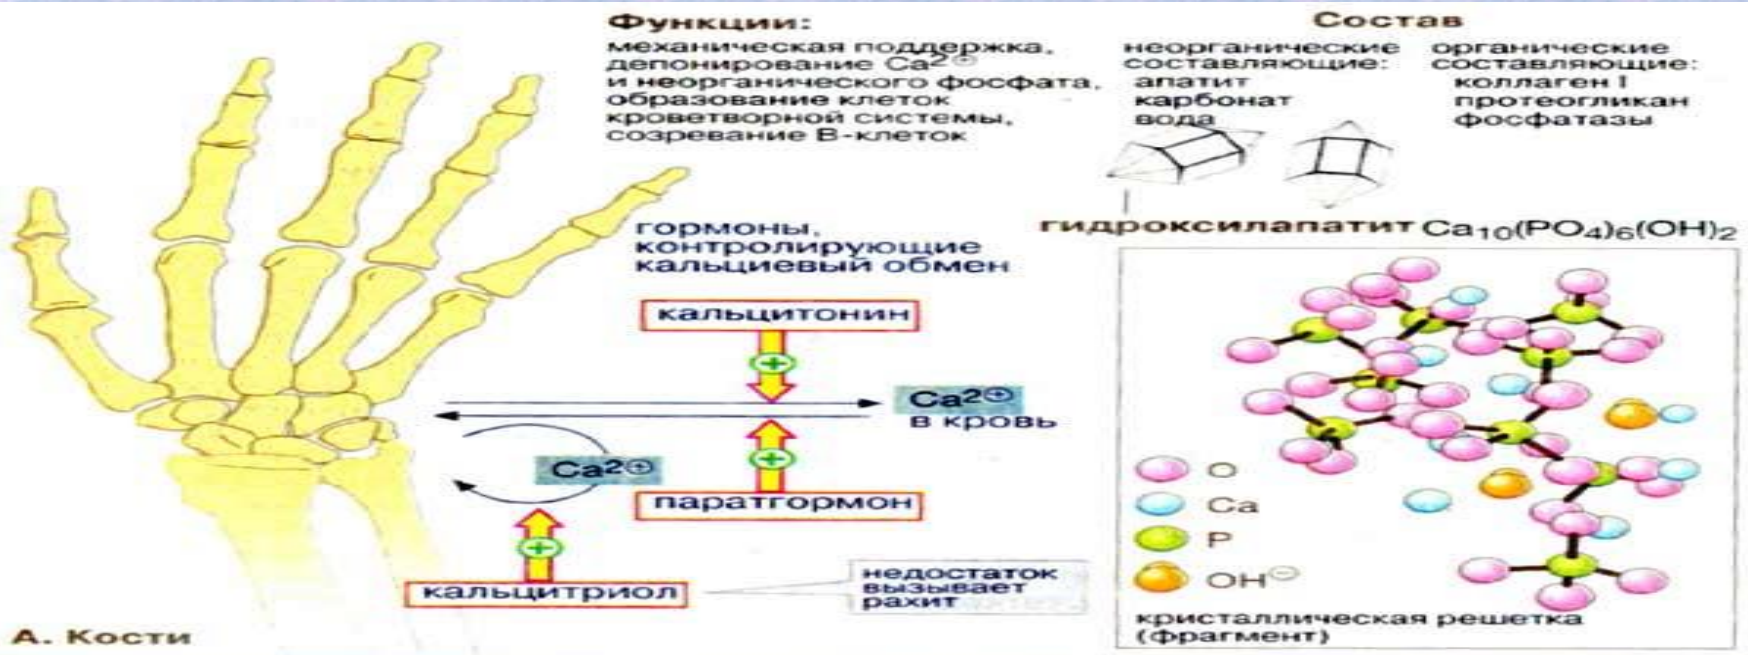 Функции:
механическая поддержка,
депонирование Ca2⊕
и неорганического фосфата,
образование клеток
кроветворной системы,
созревание В-клеток
Состав
неорганические
составляющие:
апатит
карбонат
вода
органические
составляющие:
коллаген I
протеогликан
фосфатазы
гидроксилапатит Ca10(PO4)6(OH)2
гормоны,
контролирующие
кальциевый обмен
кальцитонин
+
Ca2⊕
в кровь
Ca2⊕
+
паратгормон
+
кальцитриол
недостаток
вызывает
рахит
O
Ca
P
OH⊖
кристаллическая решетка
(фрагмент)
А. Кости